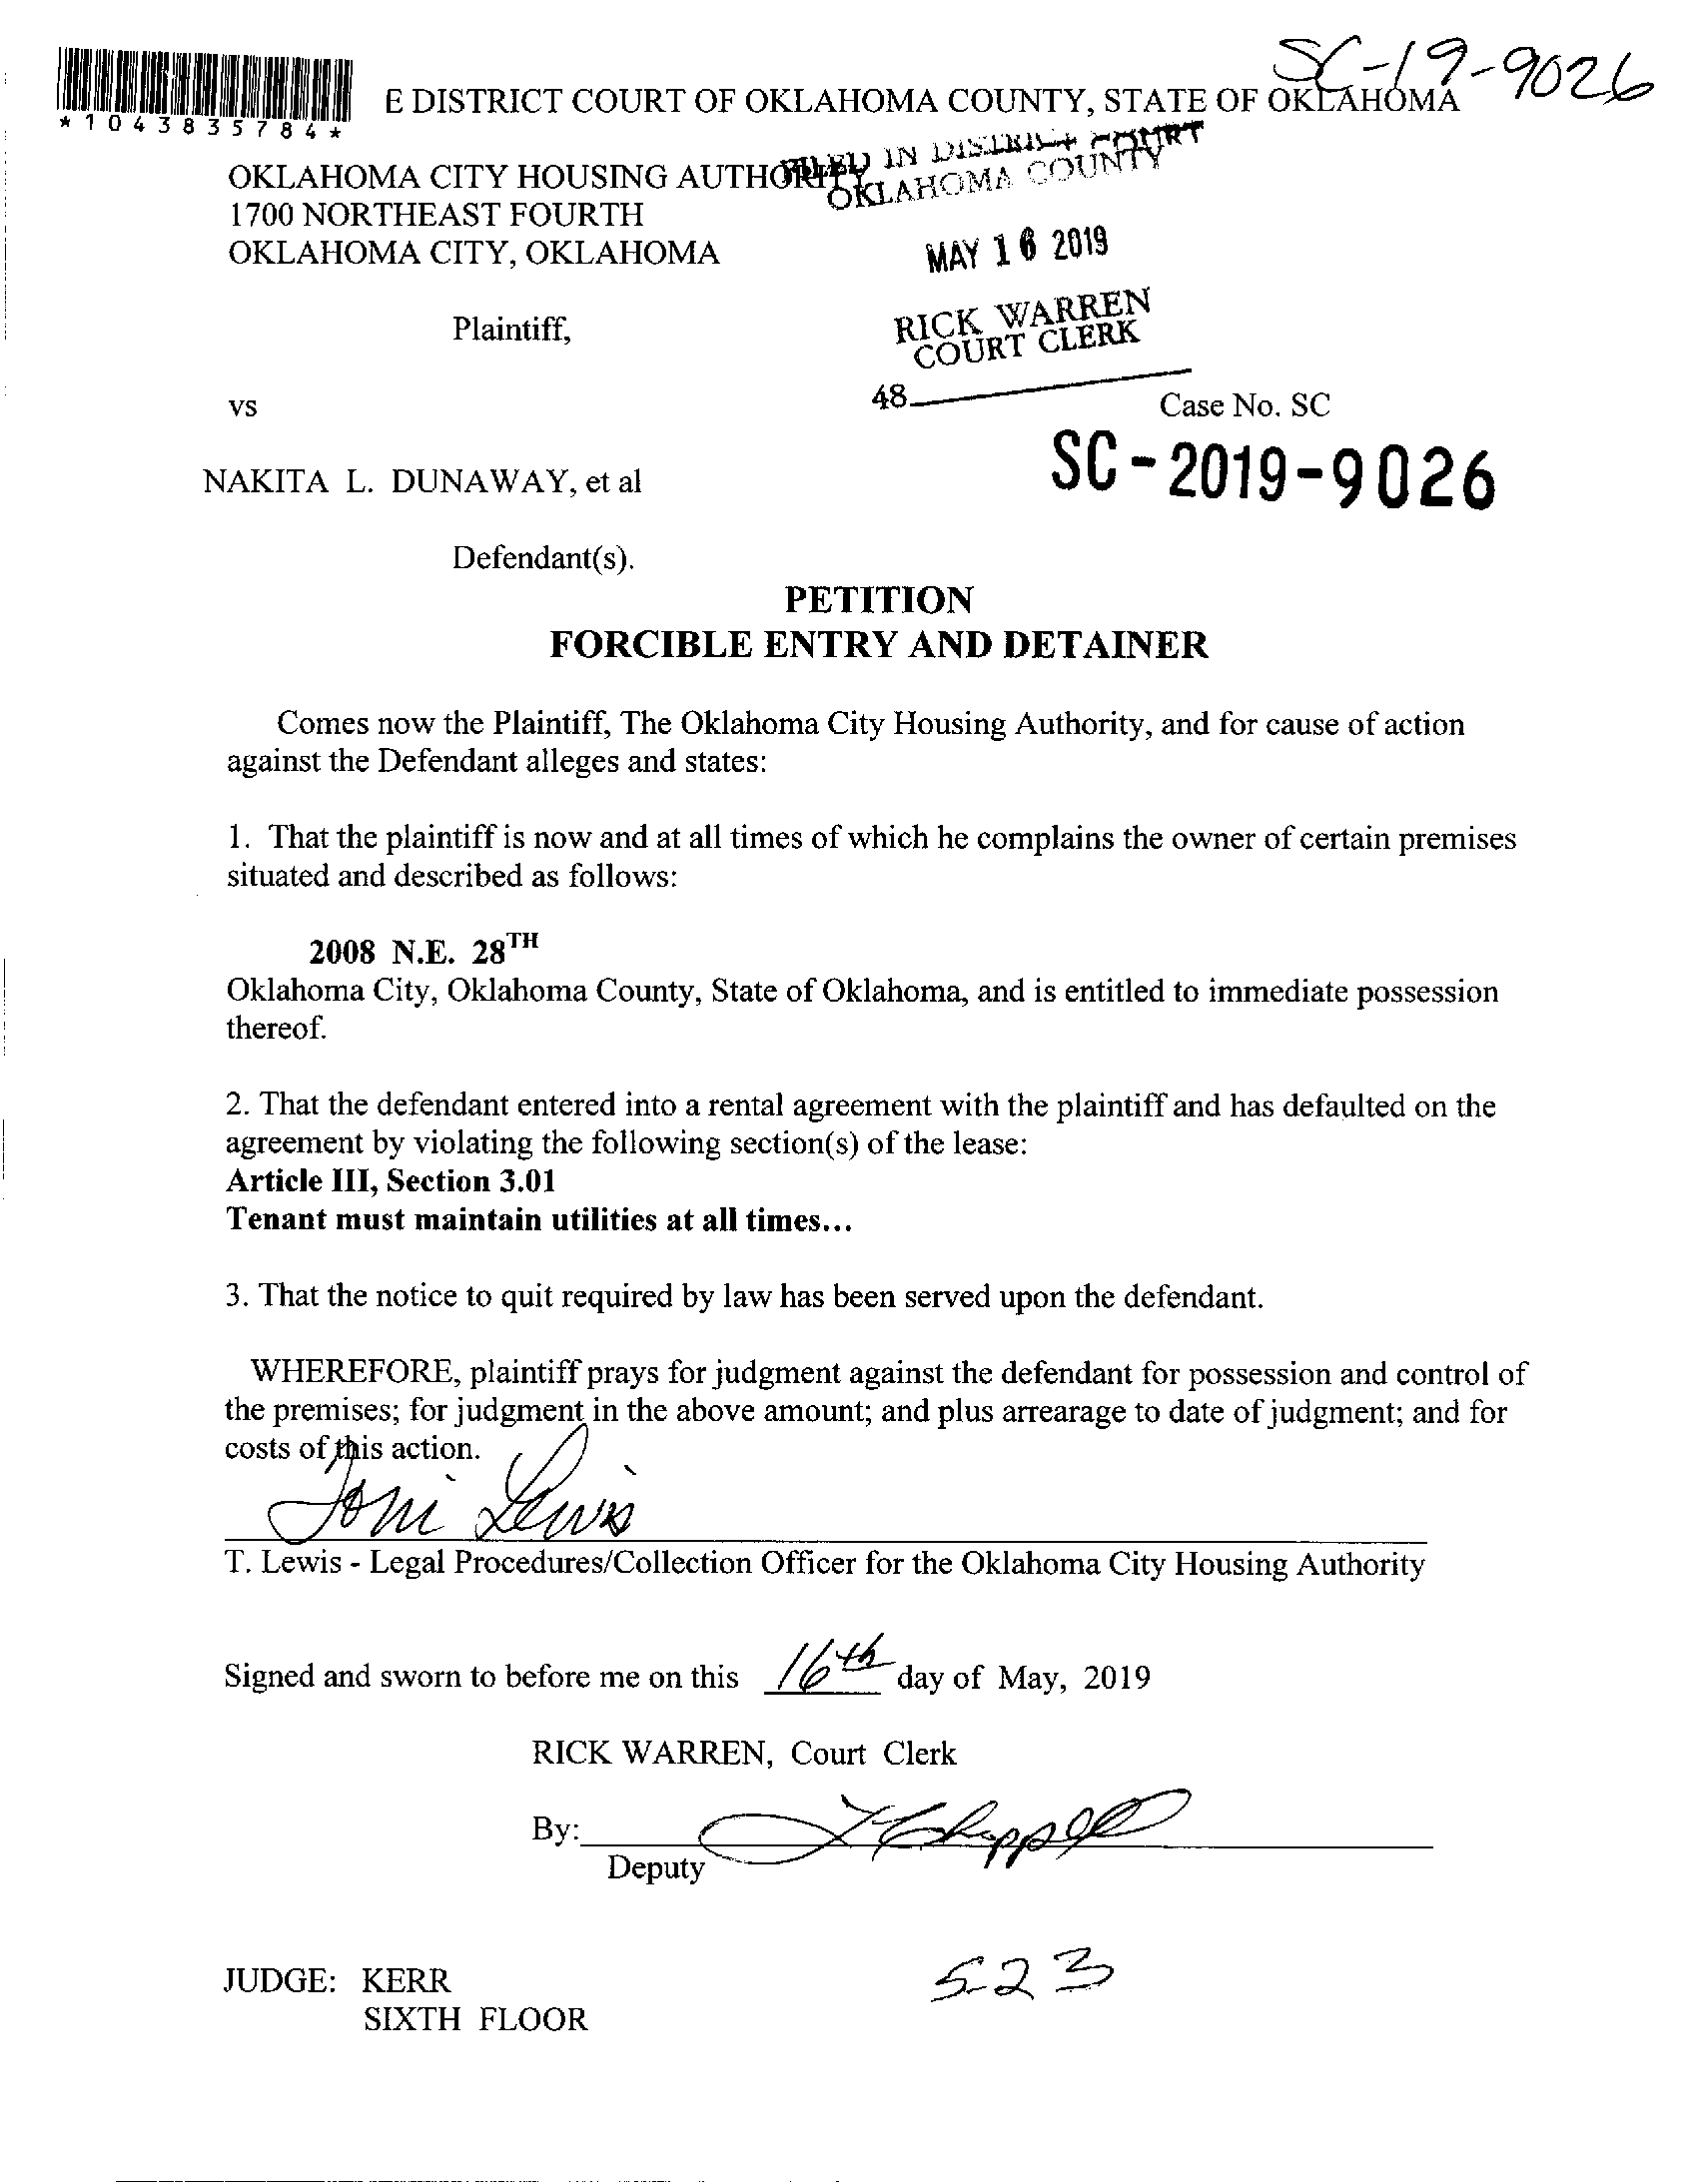 SC-19-9026
*1043835784*
E DISTRICT COURT OF OKLAHOMA COUNTY, STATE OF OKLAHOMA
FILED IN DISTRICT COURT
OKLAHOMA COUNTY
OKLAHOMA CITY HOUSING AUTHORITY
1700 NORTHEAST FOURTH
OKLAHOMA CITY, OKLAHOMA
MAY 16 2019
Plaintiff,
RICK WARREN
COURT CLERK
48
vs
Case No. SC
SC-2019-9026
NAKITA L. DUNAWAY, et al
Defendant(s).
PETITION
FORCIBLE ENTRY AND DETAINER
Comes now the Plaintiff, The Oklahoma City Housing Authority, and for cause of action
against the Defendant alleges and states:
1. That the plaintiff is now and at all times of which he complains the owner of certain premises
situated and described as follows:
2008 N.E. 28TH
Oklahoma City, Oklahoma County, State of Oklahoma, and is entitled to immediate possession
thereof.
2. That the defendant entered into a rental agreement with the plaintiff and has defaulted on the
agreement by violating the following section(s) of the lease:
Article III, Section 3.01
Tenant must maintain utilities at all times...
3. That the notice to quit required by law has been served upon the defendant.
WHEREFORE, plaintiff prays for judgment against the defendant for possession and control of
the premises; for judgment in the above amount; and plus arrearage to date of judgment; and for
costs of this action.
Toni Lewis
T. Lewis - Legal Procedures/Collection Officer for the Oklahoma City Housing Authority
Signed and sworn to before me on this 16th day of May, 2019
RICK WARREN, Court Clerk
By:
Deputy
JUDGE: KERR
SIXTH FLOOR
523